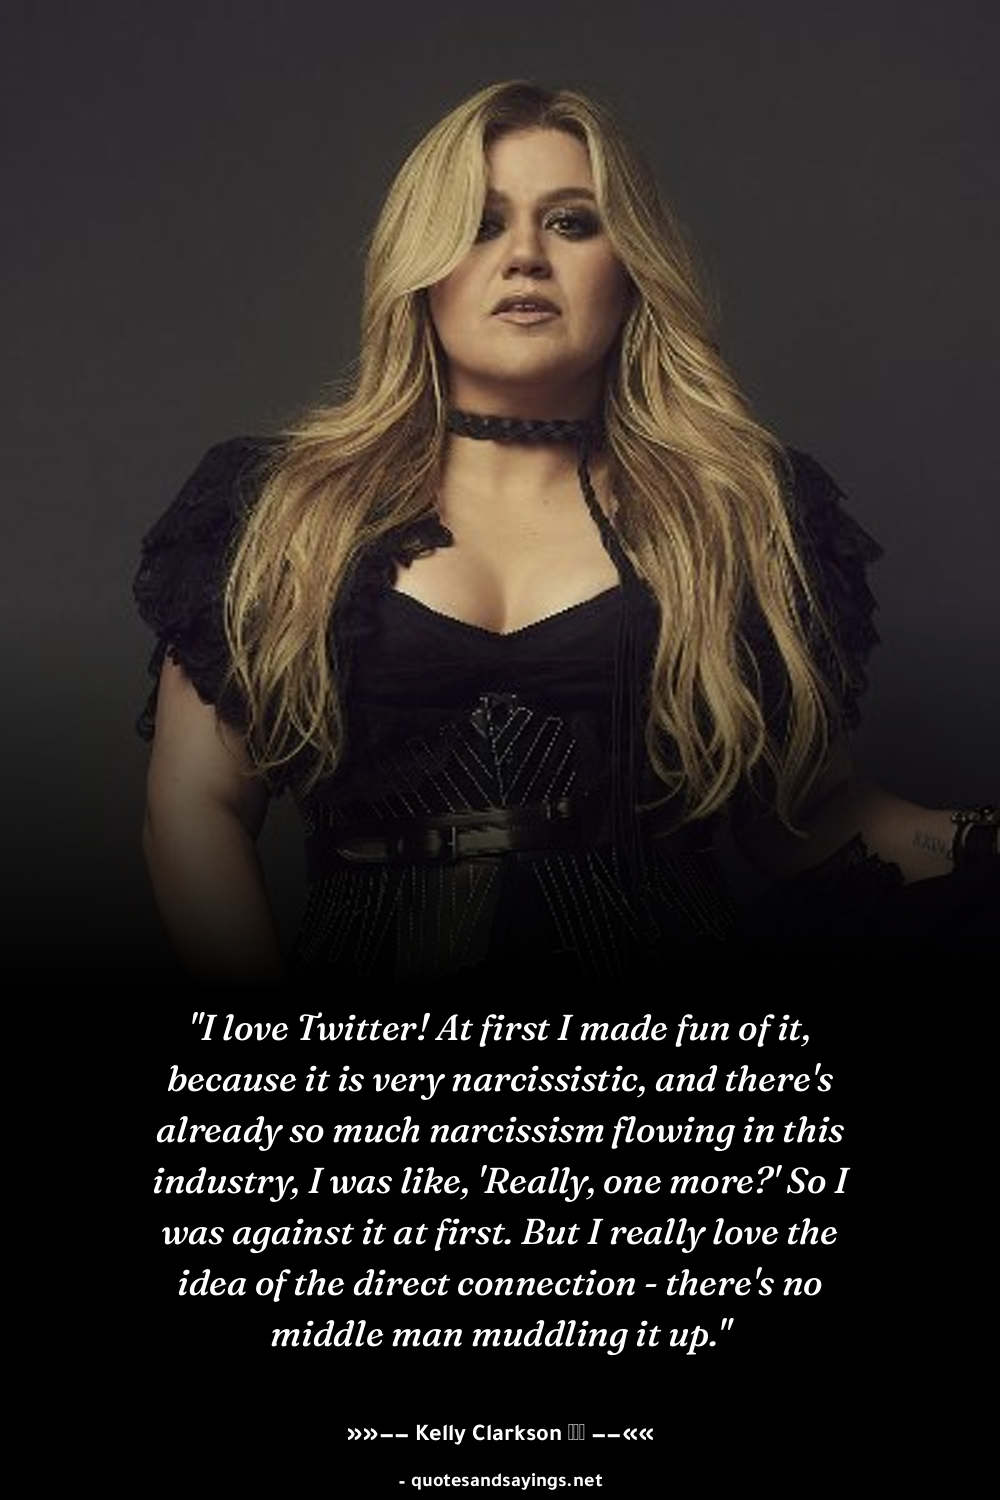 "I love Twitter! At first I made fun of it,
because it is very narcissistic, and there's
already so much narcissism flowing in this
industry, I was like, 'Really, one more?' So I
was against it at first. But I really love the
idea of the direct connection - there's no
middle man muddling it up."
»»-- Kelly Clarkson --««
- quotesandsayings.net